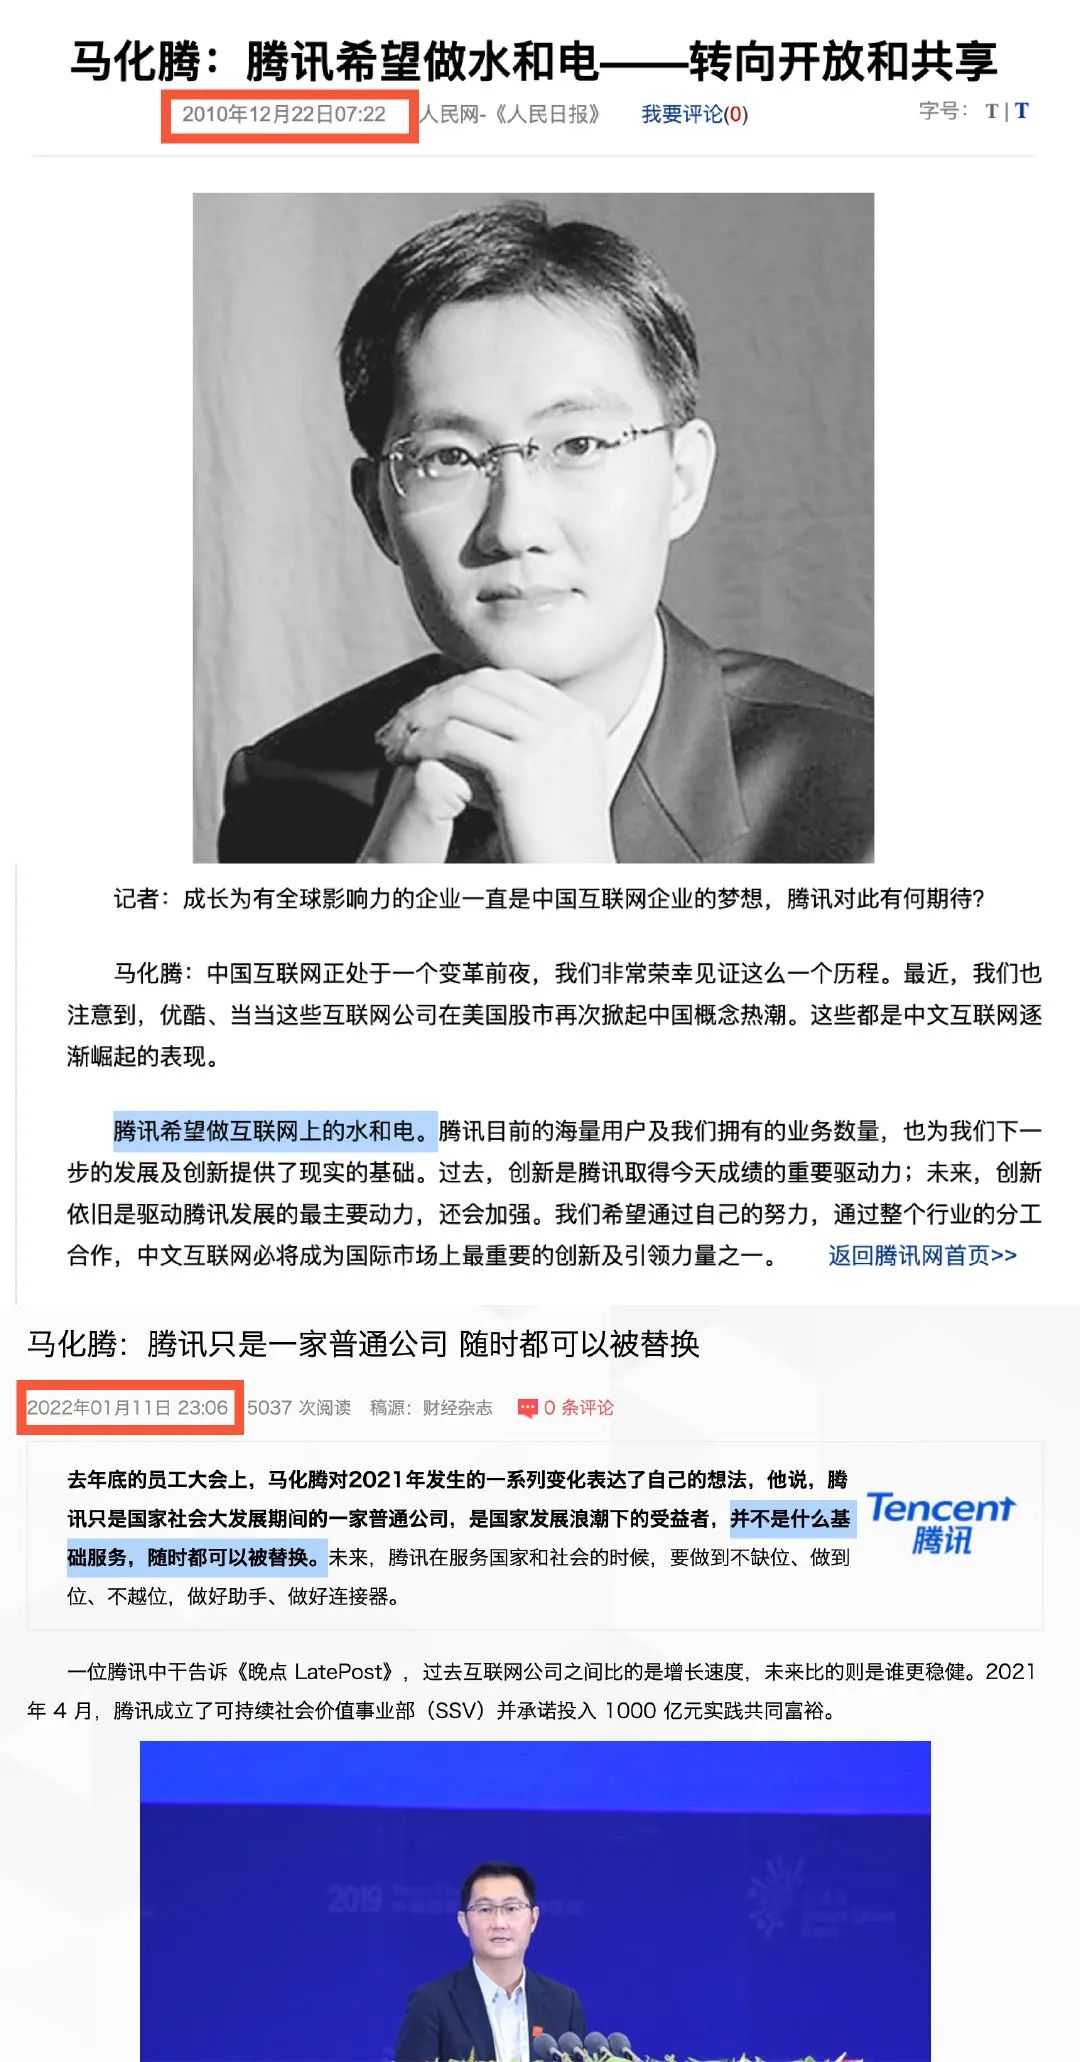 马化腾：腾讯希望做水和电——转向开放和共享
2010年12月22日07:22 人民网-《人民日报》 我要评论(0) 字号： T|T
记者：成长为有全球影响力的企业一直是中国互联网企业的梦想，腾讯对此有何期待？
马化腾：中国互联网正处于一个变革前夜，我们非常荣幸见证这么一个历程。最近，我们也
注意到，优酷、当当这些互联网公司在美国股市再次掀起中国概念热潮。这些都是中文互联网逐
渐崛起的表现。
腾讯希望做互联网上的水和电。腾讯目前的海量用户及我们拥有的业务数量，也为我们下一
步的发展及创新提供了现实的基础。过去，创新是腾讯取得今天成绩的重要驱动力；未来，创新
依旧是驱动腾讯发展的最主要动力，还会加强。我们希望通过自己的努力，通过整个行业的分工
合作，中文互联网必将成为国际市场上最重要的创新及引领力量之一。 返回腾讯网首页>>
马化腾：腾讯只是一家普通公司 随时都可以被替换
2022年01月11日 23:06 5037 次阅读 稿源：财经杂志 0 条评论
去年底的员工大会上，马化腾对2021年发生的一系列变化表达了自己的想法，他说，腾
讯只是国家社会大发展期间的一家普通公司，是国家发展浪潮下的受益者，并不是什么基
础服务，随时都可以被替换。未来，腾讯在服务国家和社会的时候，要做到不缺位、做到
位、不越位，做好助手、做好连接器。
Tencent
腾讯
一位腾讯中干告诉《晚点 LatePost》，过去互联网公司之间比的是增长速度，未来比的则是谁更稳健。2021
年 4 月，腾讯成立了可持续社会价值事业部（SSV）并承诺投入 1000 亿元实践共同富裕。
2019